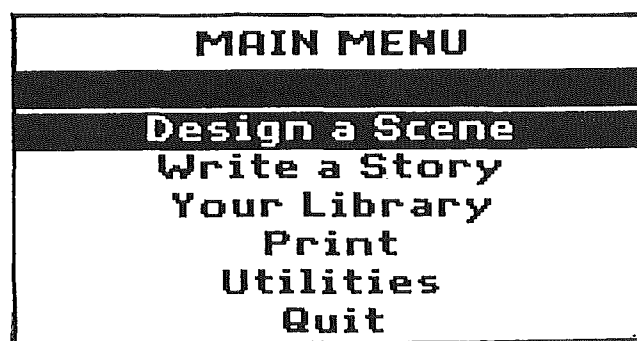 MAIN MENU
Design a Scene
Write a Story
Your Library
Print
Utilities
Quit